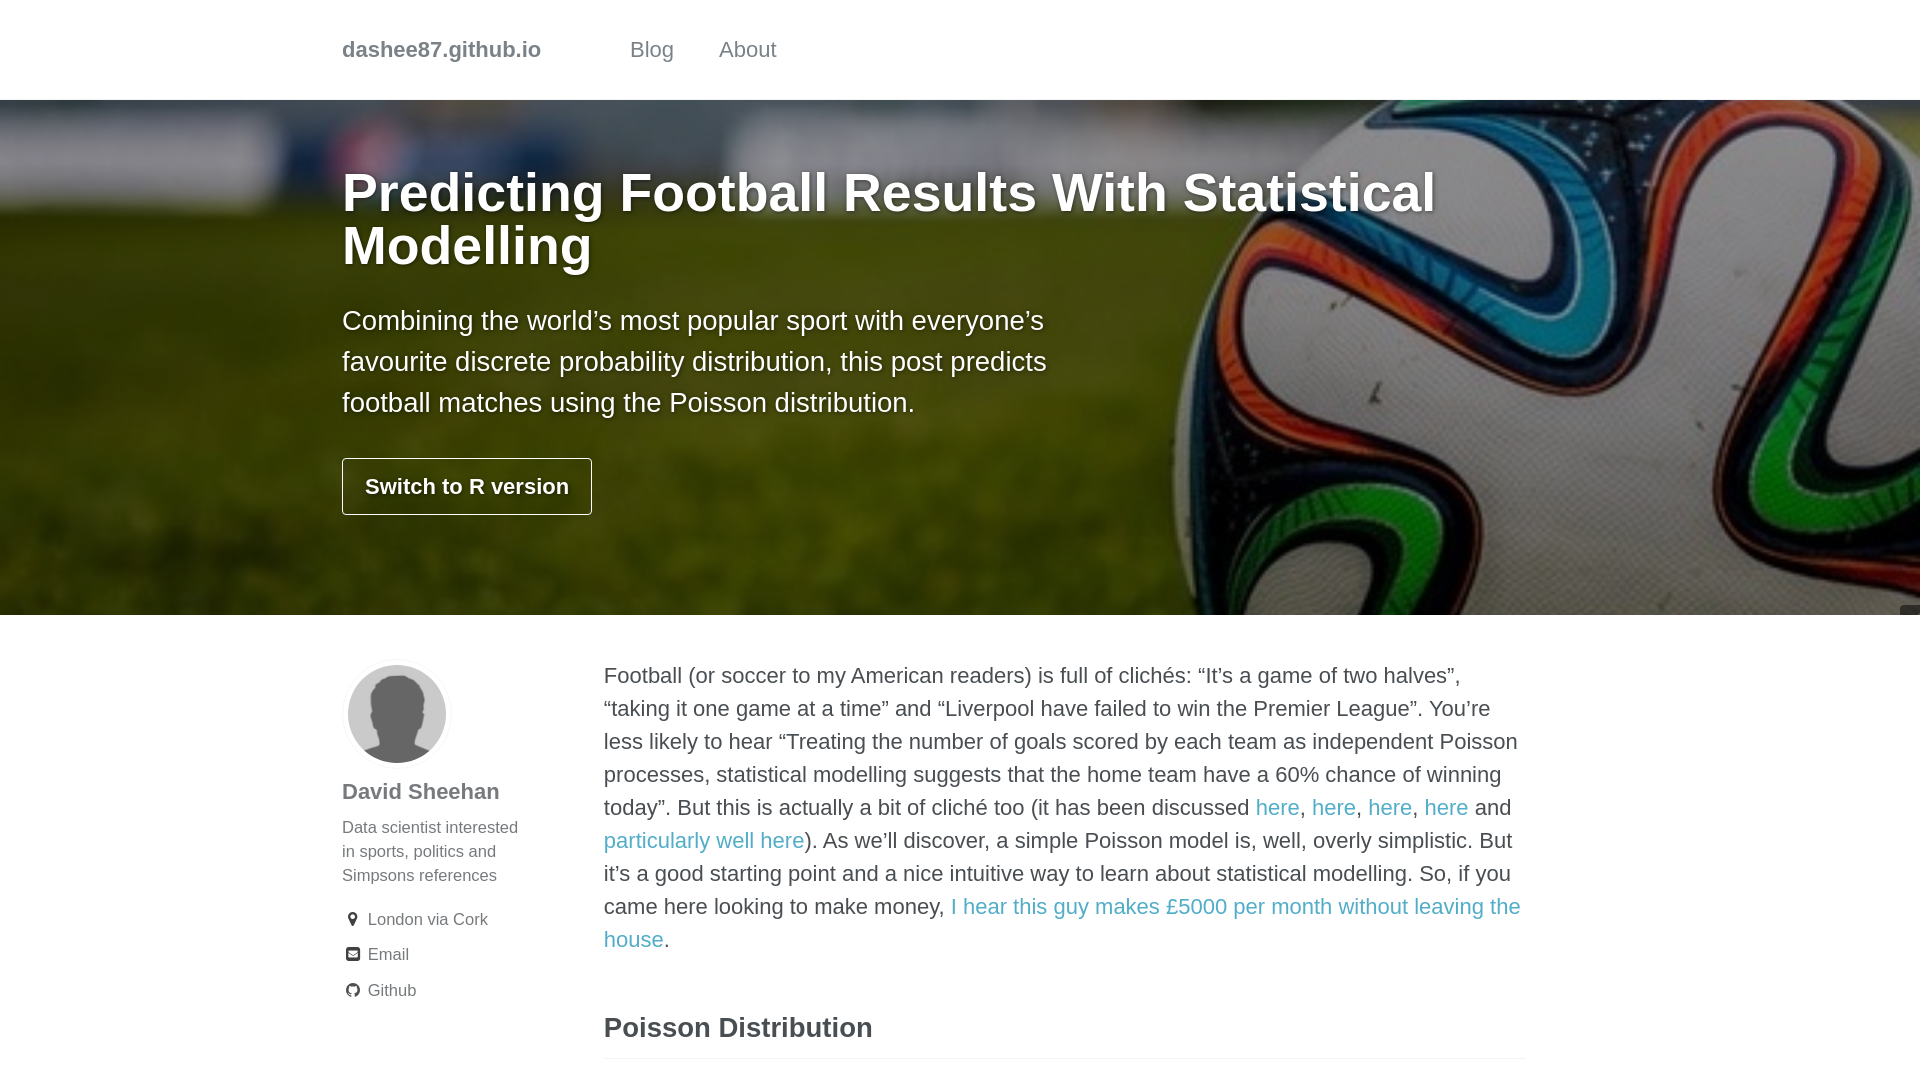 dashee87.github.io
Blog
About
Predicting Football Results With Statistical
Modelling
Combining the world’s most popular sport with everyone’s
favourite discrete probability distribution, this post predicts
football matches using the Poisson distribution.
Switch to R version
David Sheehan
Data scientist interested
in sports, politics and
Simpsons references
London via Cork
Email
Github
Football (or soccer to my American readers) is full of clichés: “It’s a game of two halves”,
“taking it one game at a time” and “Liverpool have failed to win the Premier League”. You’re
less likely to hear “Treating the number of goals scored by each team as independent Poisson
processes, statistical modelling suggests that the home team have a 60% chance of winning
today”. But this is actually a bit of cliché too (it has been discussed here, here, here, here and
particularly well here). As we’ll discover, a simple Poisson model is, well, overly simplistic. But
it’s a good starting point and a nice intuitive way to learn about statistical modelling. So, if you
came here looking to make money, I hear this guy makes £5000 per month without leaving the
house.
Poisson Distribution